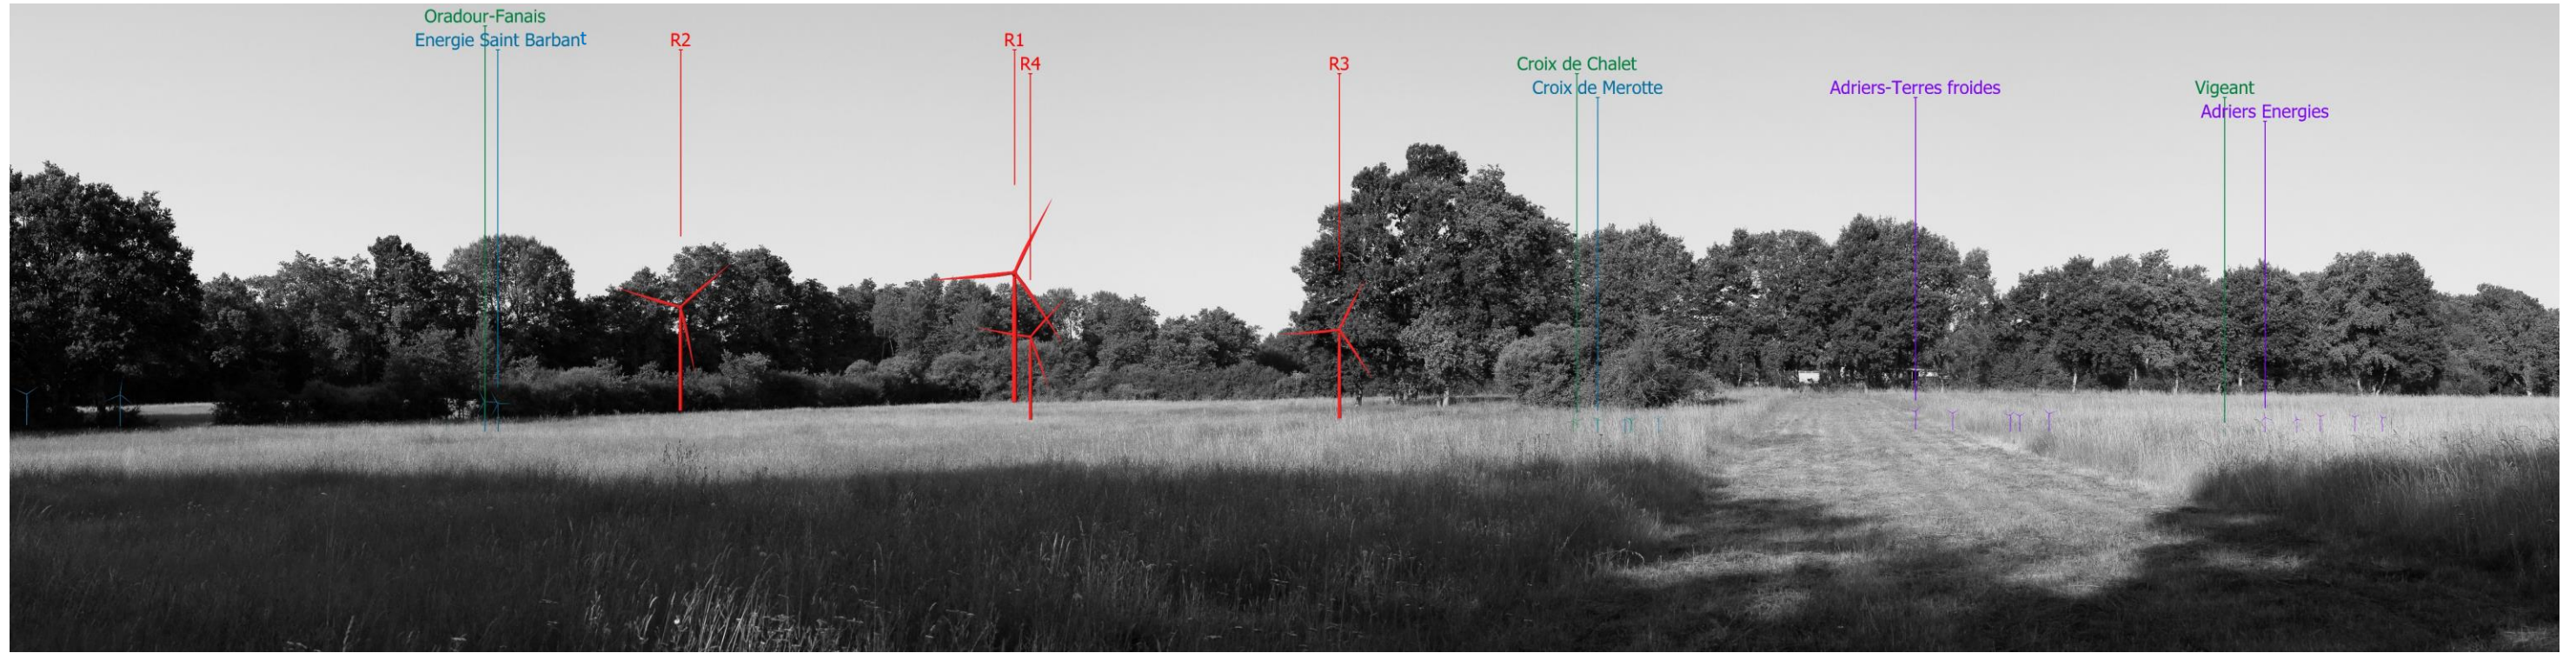 Oradour-Fanais
Energie Saint Barbant
R2
R1
R4
R3
Croix de Chalet
Croix de Merotte
Adriers-Terres froides
Vigeant
Adriers Energies